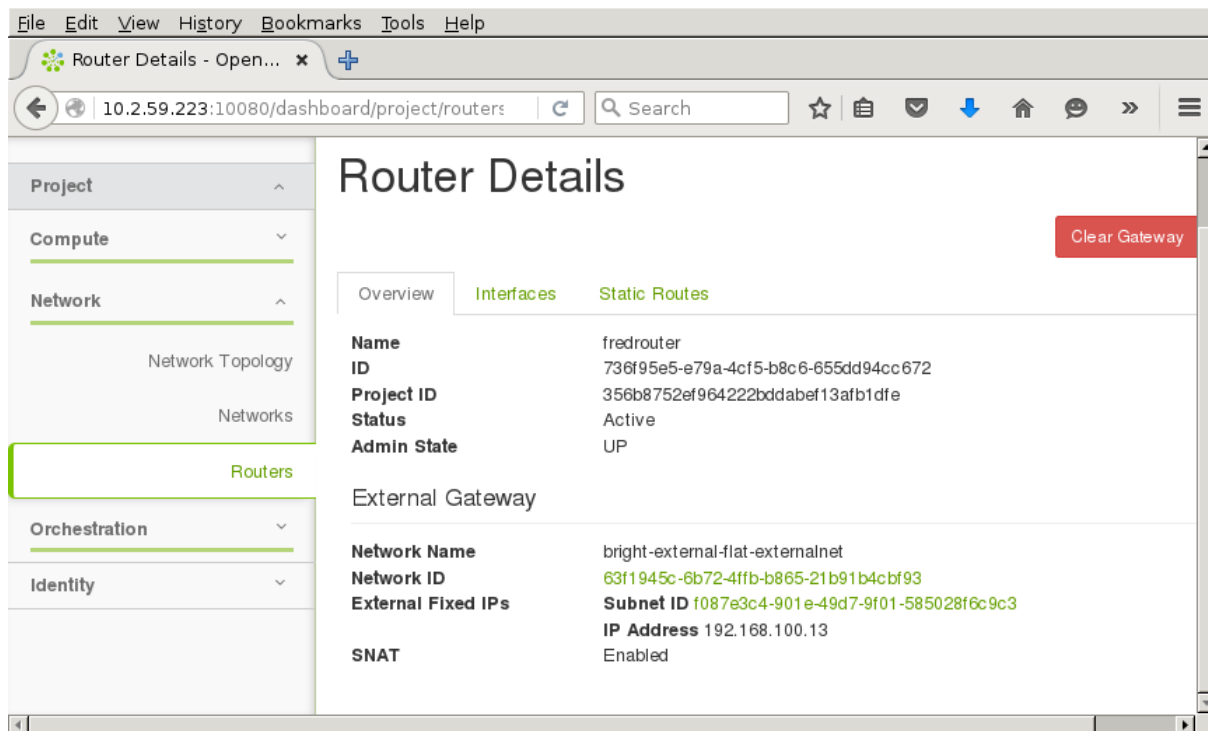 File Edit View History Bookmarks Tools Help
Router Details - Open...
10.2.59.223:10080/dashboard/project/routers
Search
Project
Compute
Network
Network Topology
Networks
Routers
Orchestration
Identity
Router Details
Clear Gateway
Overview Interfaces Static Routes
Name fredrouter
ID 736f95e5-e79a-4cf5-b8c6-655dd94cc672
Project ID 356b8752ef964222bddabef13afb1dfe
Status Active
Admin State UP
External Gateway
Network Name bright-external-flat-externalnet
Network ID 63f1945c-6b72-4ffb-b865-21b91b4cbf93
External Fixed IPs Subnet ID f087e3c4-901e-49d7-9f01-585028f6c9c3
IP Address 192.168.100.13
SNAT Enabled